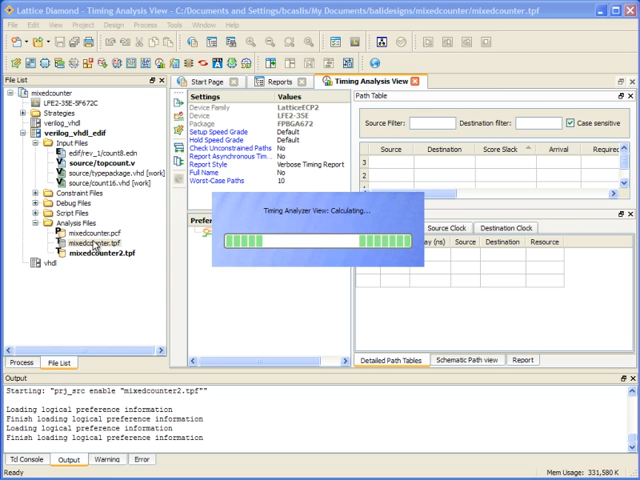 Lattice Diamond - Timing Analysis View - C:/Documents and Settings/bcaslis/My Documents/balidesigns/mixedcounter/mixedcounter.tpf
File Edit View Project Design Process Tools Window Help
File List
Start Page
Reports
Timing Analysis View
mixedcounter
LFE2-35E-5F672C
Strategies
verilog_vhdl
verilog_vhdl_edif
Input Files
edif/rev_1/count8.edn
source/topcount.v
source/typepackage.vhd [work]
source/count16.vhd [work]
Constraint Files
Debug Files
Script Files
Analysis Files
mixedcounter.pcf
mixedcounter.tpf
mixedcounter2.tpf
vhdl
Process
File List
Settings Values
Device Family LatticeECP2
Device LFE2-35E
Package FPBGA672
Setup Speed Grade Default
Hold Speed Grade Default
Check Unconstrained Paths No
Report Asynchronous Tim... No
Report Style Verbose Timing Report
Full Name No
Worst-Case Paths 10
Timing Analyzer View: Calculating...
Path Table
Source Filter:
Destination filter:
Case sensitive
Source Destination Score Slack Arrival Required
3
4
Source Clock
Destination Clock
(ns) Source Destination Resource
Detailed Path Tables
Schematic Path view
Report
Output
Starting: "prj_src enable "mixedcounter2.tpf""
Loading logical preference information
Finish loading logical preference information
Loading logical preference information
Finish loading logical preference information
Tcl Console
Output
Warning
Error
Ready
Mem Usage: 331,580 K